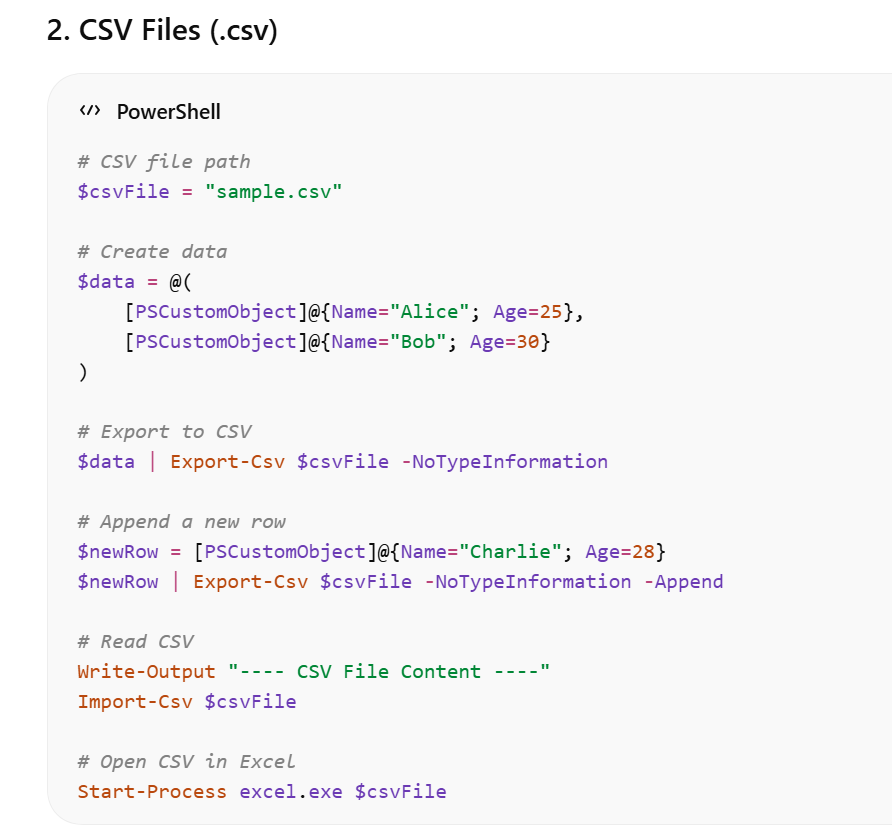 2. CSV Files (.csv)
</> PowerShell
# CSV file path
$csvFile = "sample.csv"
# Create data
$data = @(
    [PSCustomObject]@{Name="Alice"; Age=25},
    [PSCustomObject]@{Name="Bob"; Age=30}
)
# Export to CSV
$data | Export-Csv $csvFile -NoTypeInformation
# Append a new row
$newRow = [PSCustomObject]@{Name="Charlie"; Age=28}
$newRow | Export-Csv $csvFile -NoTypeInformation -Append
# Read CSV
Write-Output "---- CSV File Content ----"
Import-Csv $csvFile
# Open CSV in Excel
Start-Process excel.exe $csvFile